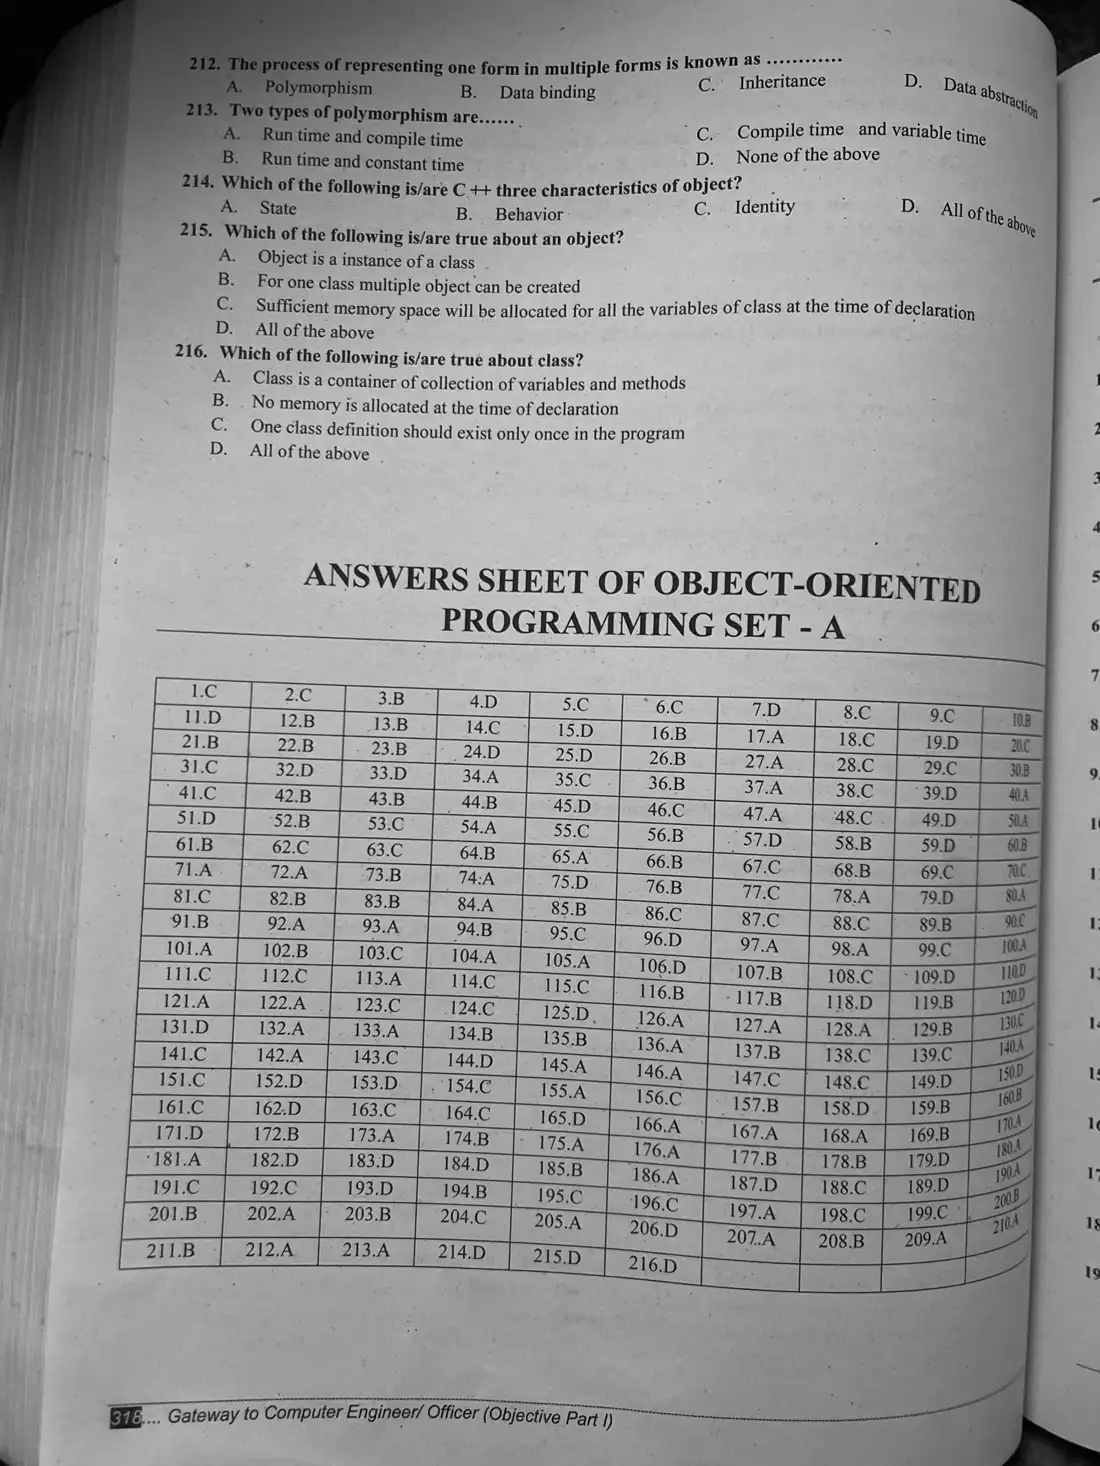 212. The process of representing one form in multiple forms is known as ............
A. Polymorphism B. Data binding C. Inheritance D. Data abstraction
213. Two types of polymorphism are......
A. Run time and compile time C. Compile time and variable time
B. Run time and constant time D. None of the above
214. Which of the following is/are C ++ three characteristics of object?
A. State B. Behavior C. Identity D. All of the above
215. Which of the following is/are true about an object?
A. Object is a instance of a class
B. For one class multiple object can be created
C. Sufficient memory space will be allocated for all the variables of class at the time of declaration
D. All of the above
216. Which of the following is/are true about class?
A. Class is a container of collection of variables and methods
B. No memory is allocated at the time of declaration
C. One class definition should exist only once in the program
D. All of the above
ANSWERS SHEET OF OBJECT-ORIENTED
PROGRAMMING SET - A
1.C 2.C 3.B 4.D 5.C 6.C 7.D 8.C 9.C 10.B
11.D 12.B 13.B 14.C 15.D 16.B 17.A 18.C 19.D 20.C
21.B 22.B 23.B 24.D 25.D 26.B 27.A 28.C 29.C 30.B
31.C 32.D 33.D 34.A 35.C 36.B 37.A 38.C 39.D 40.A
41.C 42.B 43.B 44.B 45.D 46.C 47.A 48.C 49.D 50.A
51.D 52.B 53.C 54.A 55.C 56.B 57.D 58.B 59.D 60.B
61.B 62.C 63.C 64.B 65.A 66.B 67.C 68.B 69.C 70.C
71.A 72.A 73.B 74.A 75.D 76.B 77.C 78.A 79.D 80.A
81.C 82.B 83.B 84.A 85.B 86.C 87.C 88.C 89.B 90.C
91.B 92.A 93.A 94.B 95.C 96.D 97.A 98.A 99.C 100.A
101.A 102.B 103.C 104.A 105.A 106.D 107.B 108.C 109.D 110.D
111.C 112.C 113.A 114.C 115.C 116.B 117.B 118.D 119.B 120.D
121.A 122.A 123.C 124.C 125.D 126.A 127.A 128.A 129.B 130.C
131.D 132.A 133.A 134.B 135.B 136.A 137.B 138.C 139.C 140.A
141.C 142.A 143.C 144.D 145.A 146.A 147.C 148.C 149.D 150.D
151.C 152.D 153.D 154.C 155.A 156.C 157.B 158.D 159.B 160.B
161.C 162.D 163.C 164.C 165.D 166.A 167.A 168.A 169.B 170.A
171.D 172.B 173.A 174.B 175.A 176.A 177.B 178.B 179.D 180.A
181.A 182.D 183.D 184.D 185.B 186.A 187.D 188.C 189.D 190.A
191.C 192.C 193.D 194.B 195.C 196.C 197.A 198.C 199.C 200.B
201.B 202.A 203.B 204.C 205.A 206.D 207.A 208.B 209.A 210.A
211.B 212.A 213.A 214.D 215.D 216.D
318.... Gateway to Computer Engineer/ Officer (Objective Part I)